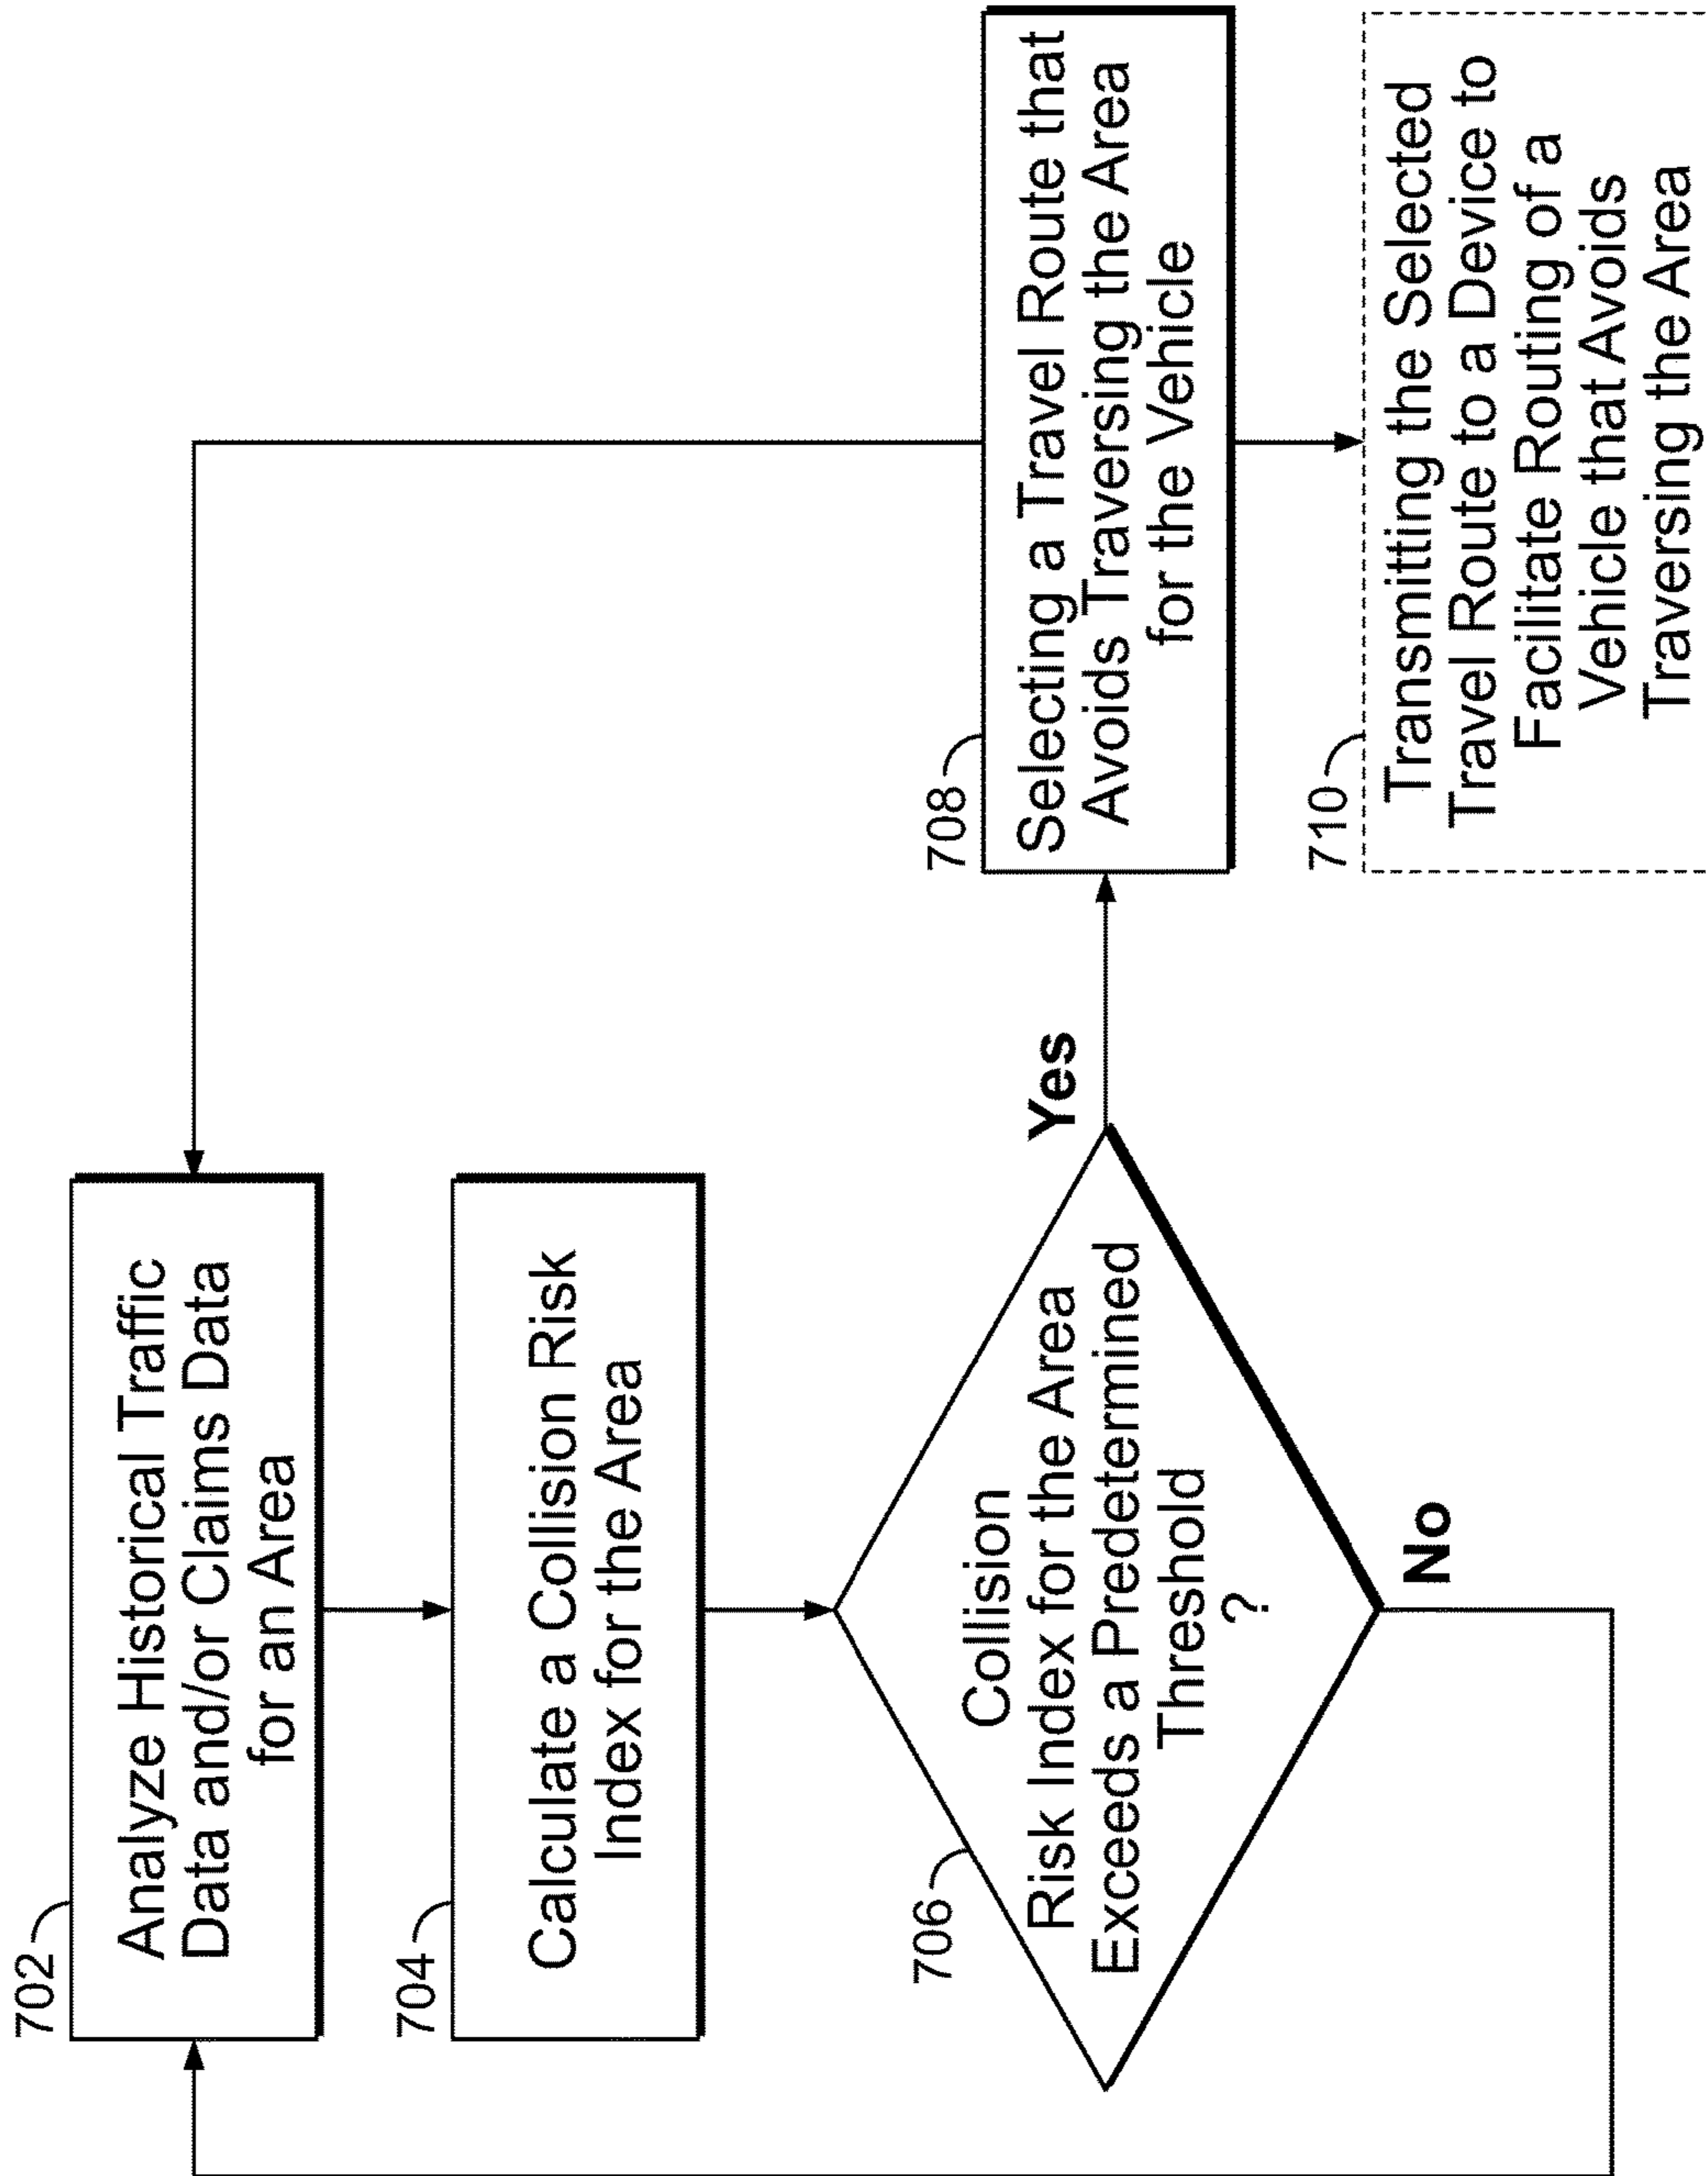 702
Analyze Historical Traffic
Data and/or Claims Data
for an Area
704
Calculate a Collision Risk
Index for the Area
706
Collision
Risk Index for the Area
Exceeds a Predetermined
Threshold
?
Yes
No
708
Selecting a Travel Route that
Avoids Traversing the Area
for the Vehicle
710
Transmitting the Selected
Travel Route to a Device to
Facilitate Routing of a
Vehicle that Avoids
Traversing the Area